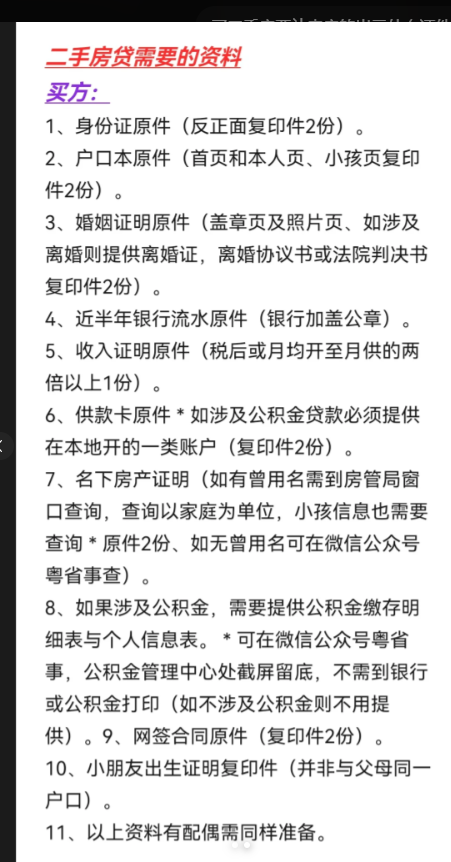 二手房贷需要的资料
买方：
1、身份证原件（反正面复印件2份）。
2、户口本原件（首页和本人页、小孩页复印
件2份）。
3、婚姻证明原件（盖章页及照片页、如涉及
离婚则提供离婚证，离婚协议书或法院判决书
复印件2份）。
4、近半年银行流水原件（银行加盖公章）。
5、收入证明原件（税后或月均开至月供的两
倍以上1份）。
6、供款卡原件＊如涉及公积金贷款必须提供
在本地开的一类账户（复印件2份）。
7、名下房产证明（如有曾用名需到房管局窗
口查询，查询以家庭为单位，小孩信息也需要
查询＊原件2份、如无曾用名可在微信公众号
粤省事查）。
8、如果涉及公积金，需要提供公积金缴存明
细表与个人信息表。＊可在微信公众号粤省
事，公积金管理中心处截屏留底，不需到银行
或公积金打印（如不涉及公积金则不用提
供）。9、网签合同原件（复印件2份）。
10、小朋友出生证明复印件（并非与父母同一
户口）。
11、以上资料有配偶需同样准备。